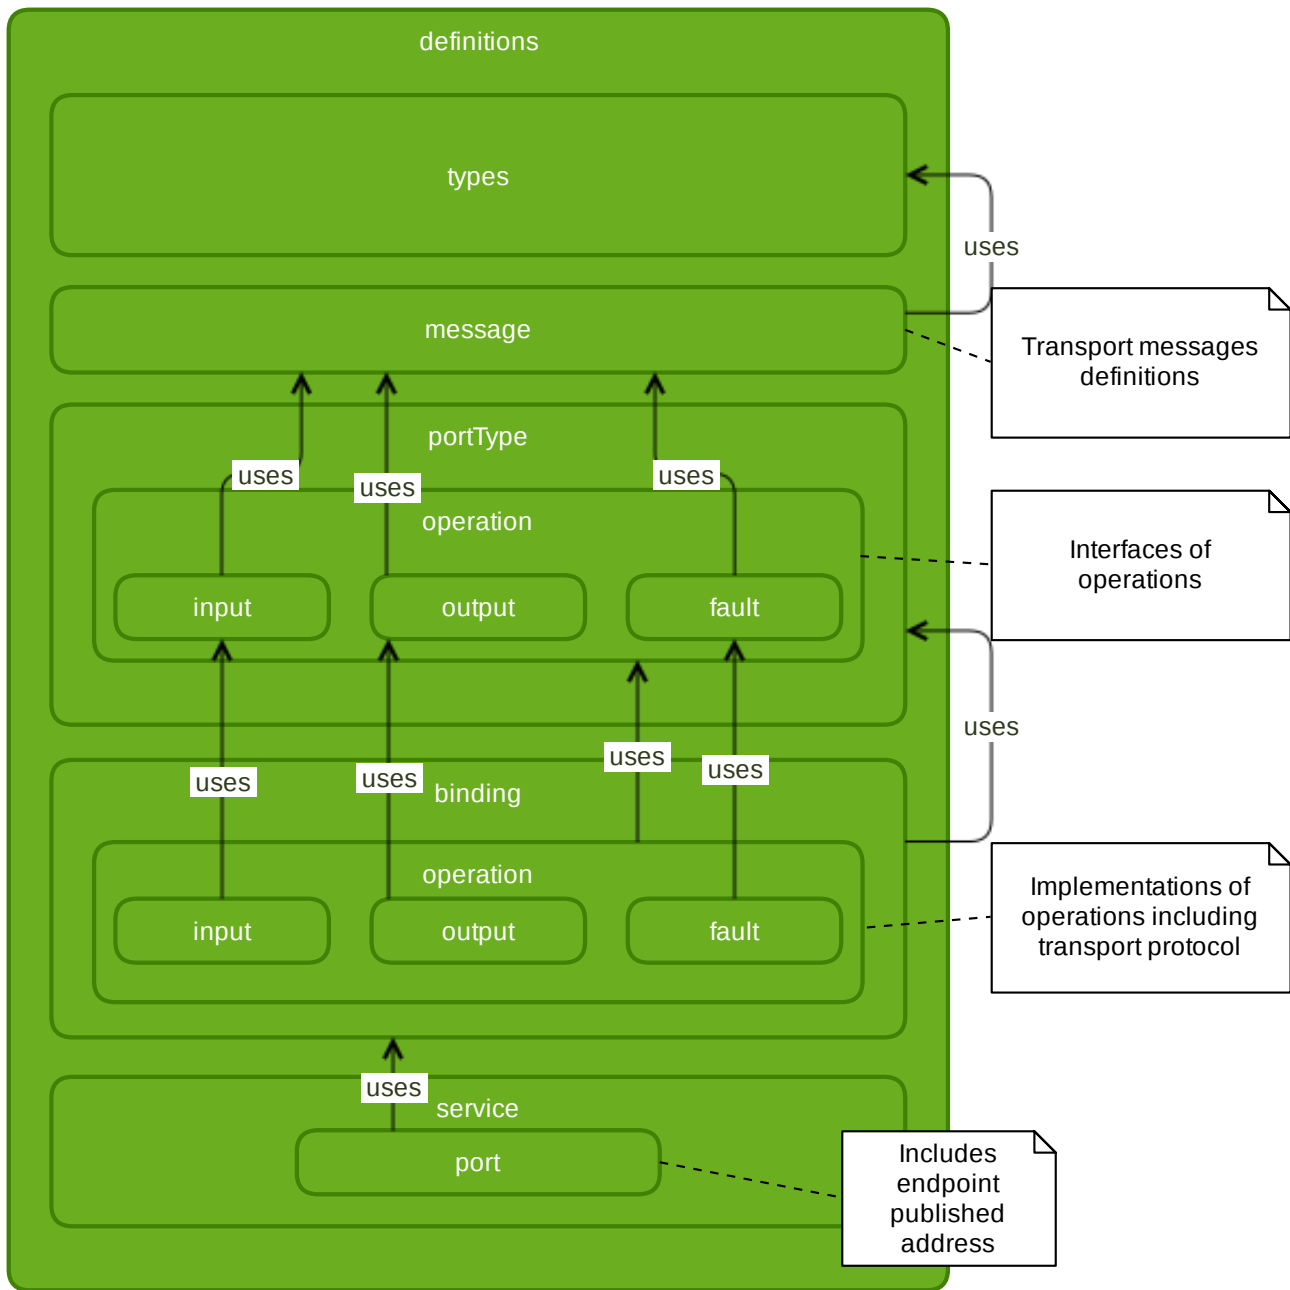 definitions
types
uses
message
Transport messages
definitions
portType
uses
uses
uses
operation
Interfaces of
operations
input
output
fault
uses
uses
uses
uses
uses
binding
operation
Implementations of
operations including
transport protocol
input
output
fault
uses
service
port
Includes
endpoint
published
address